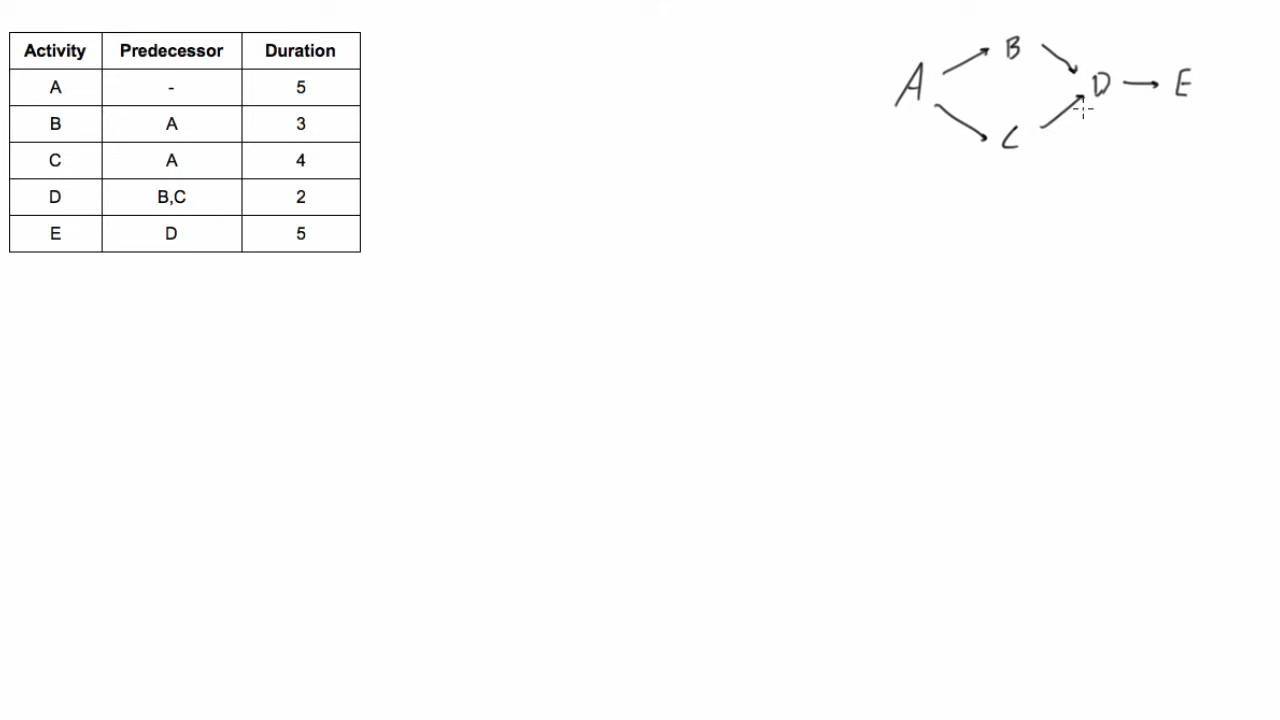 Activity Predecessor Duration
A - 5
B A 3
C A 4
D B,C 2
E D 5
B
A D E
C